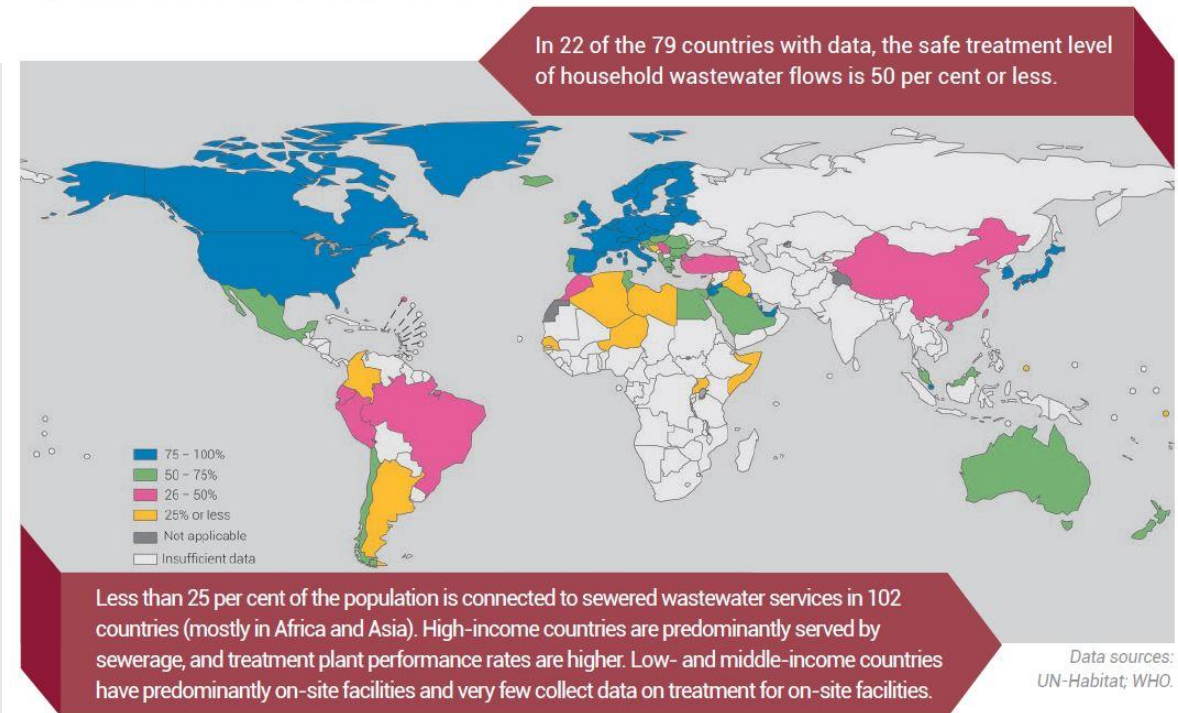 In 22 of the 79 countries with data, the safe treatment level
of household wastewater flows is 50 per cent or less.
75 – 100%
50 – 75%
26 – 50%
25% or less
Not applicable
Insufficient data
Less than 25 per cent of the population is connected to sewered wastewater services in 102
countries (mostly in Africa and Asia). High-income countries are predominantly served by
sewerage, and treatment plant performance rates are higher. Low- and middle-income countries
have predominantly on-site facilities and very few collect data on treatment for on-site facilities.
Data sources:
UN-Habitat; WHO.